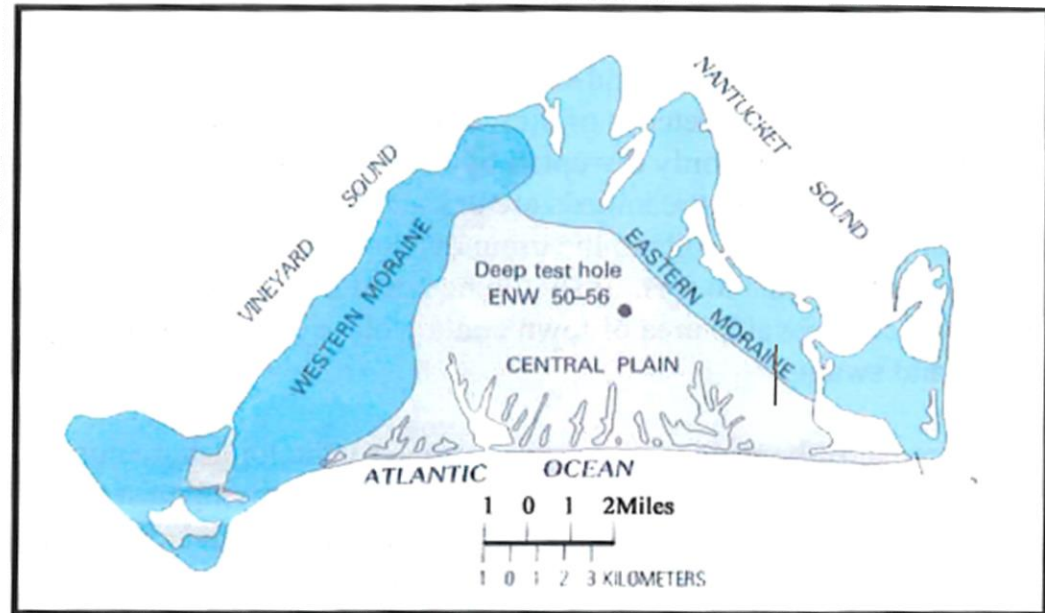 NANTUCKET
SOUND
VINEYARD
SOUND
WESTERN MORAINE
EASTERN MORAINE
Deep test hole
ENW 50–56
CENTRAL PLAIN
ATLANTIC OCEAN
1 0 1 2Miles
1 0 1 2 3 KILOMETERS